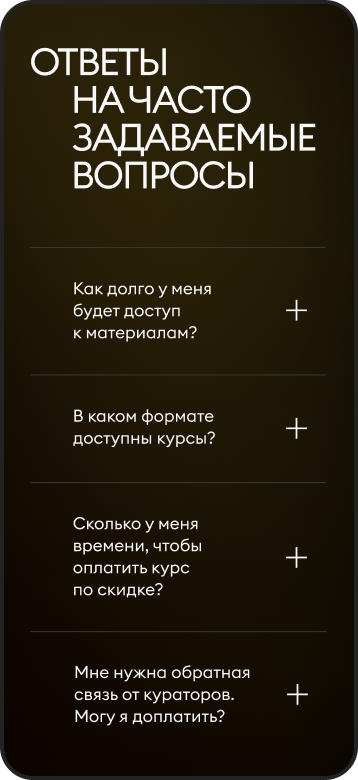 ОТВЕТЫ
НА ЧАСТО
ЗАДАВАЕМЫЕ
ВОПРОСЫ
Как долго у меня
будет доступ
к материалам?
В каком формате
доступны курсы?
Сколько у меня
времени, чтобы
оплатить курс
по скидке?
Мне нужна обратная
связь от кураторов.
Могу я доплатить?